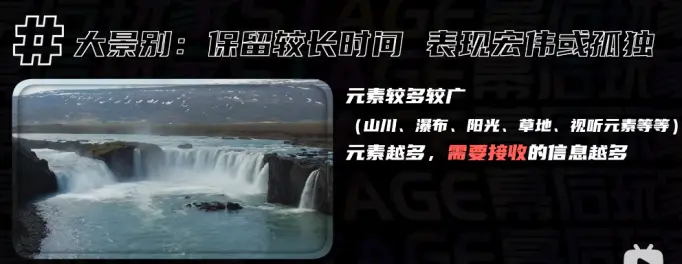 # 大景别：保留较长时间 表现宏伟或孤独
元素较多较广
（山川、瀑布、阳光、草地、视听元素等等）
元素越多，需要接收的信息越多